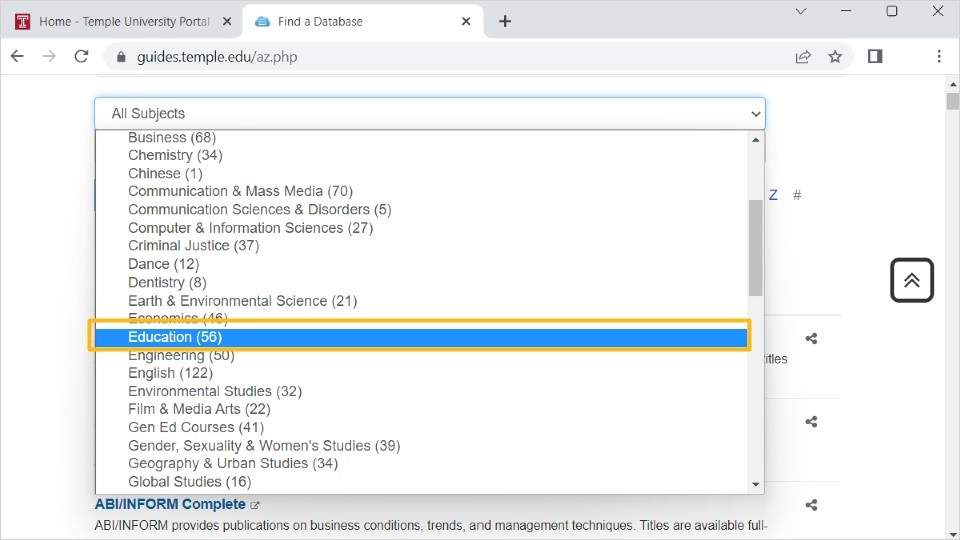 Home - Temple University Portal
Find a Database
guides.temple.edu/az.php
All Subjects
Business (68)
Chemistry (34)
Chinese (1)
Communication & Mass Media (70)
Communication Sciences & Disorders (5)
Z #
Computer & Information Sciences (27)
Criminal Justice (37)
Dance (12)
Dentistry (8)
Earth & Environmental Science (21)
Economics (46)
Education (56)
Engineering (50)
English (122)
Environmental Studies (32)
Film & Media Arts (22)
Gen Ed Courses (41)
Gender, Sexuality & Women's Studies (39)
Geography & Urban Studies (34)
Global Studies (16)
ABI/INFORM Complete
ABI/INFORM provides publications on business conditions, trends, and management techniques. Titles are available full-